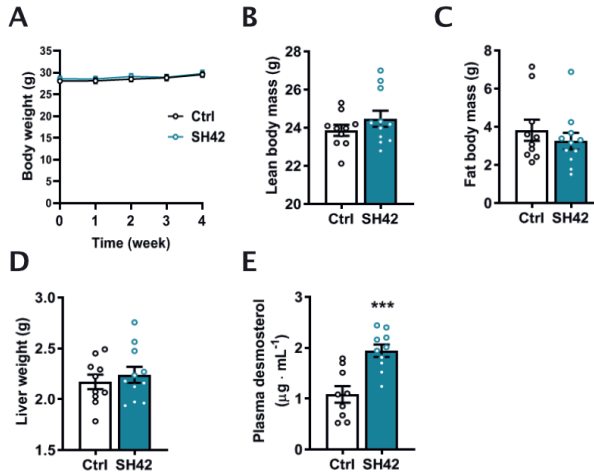 A
Body weight (g)
35
30
25
20
15
10
5
0
Ctrl
SH42
0 1 2 3 4
Time (week)
B
Lean body mass (g)
28
26
24
22
20
Ctrl SH42
C
Fat body mass (g)
8
6
4
2
0
Ctrl SH42
D
Liver weight (g)
3.0
2.5
2.0
1.5
Ctrl SH42
E
Plasma desmosterol
(μg · mL⁻¹)
3
2
1
0
***
Ctrl SH42